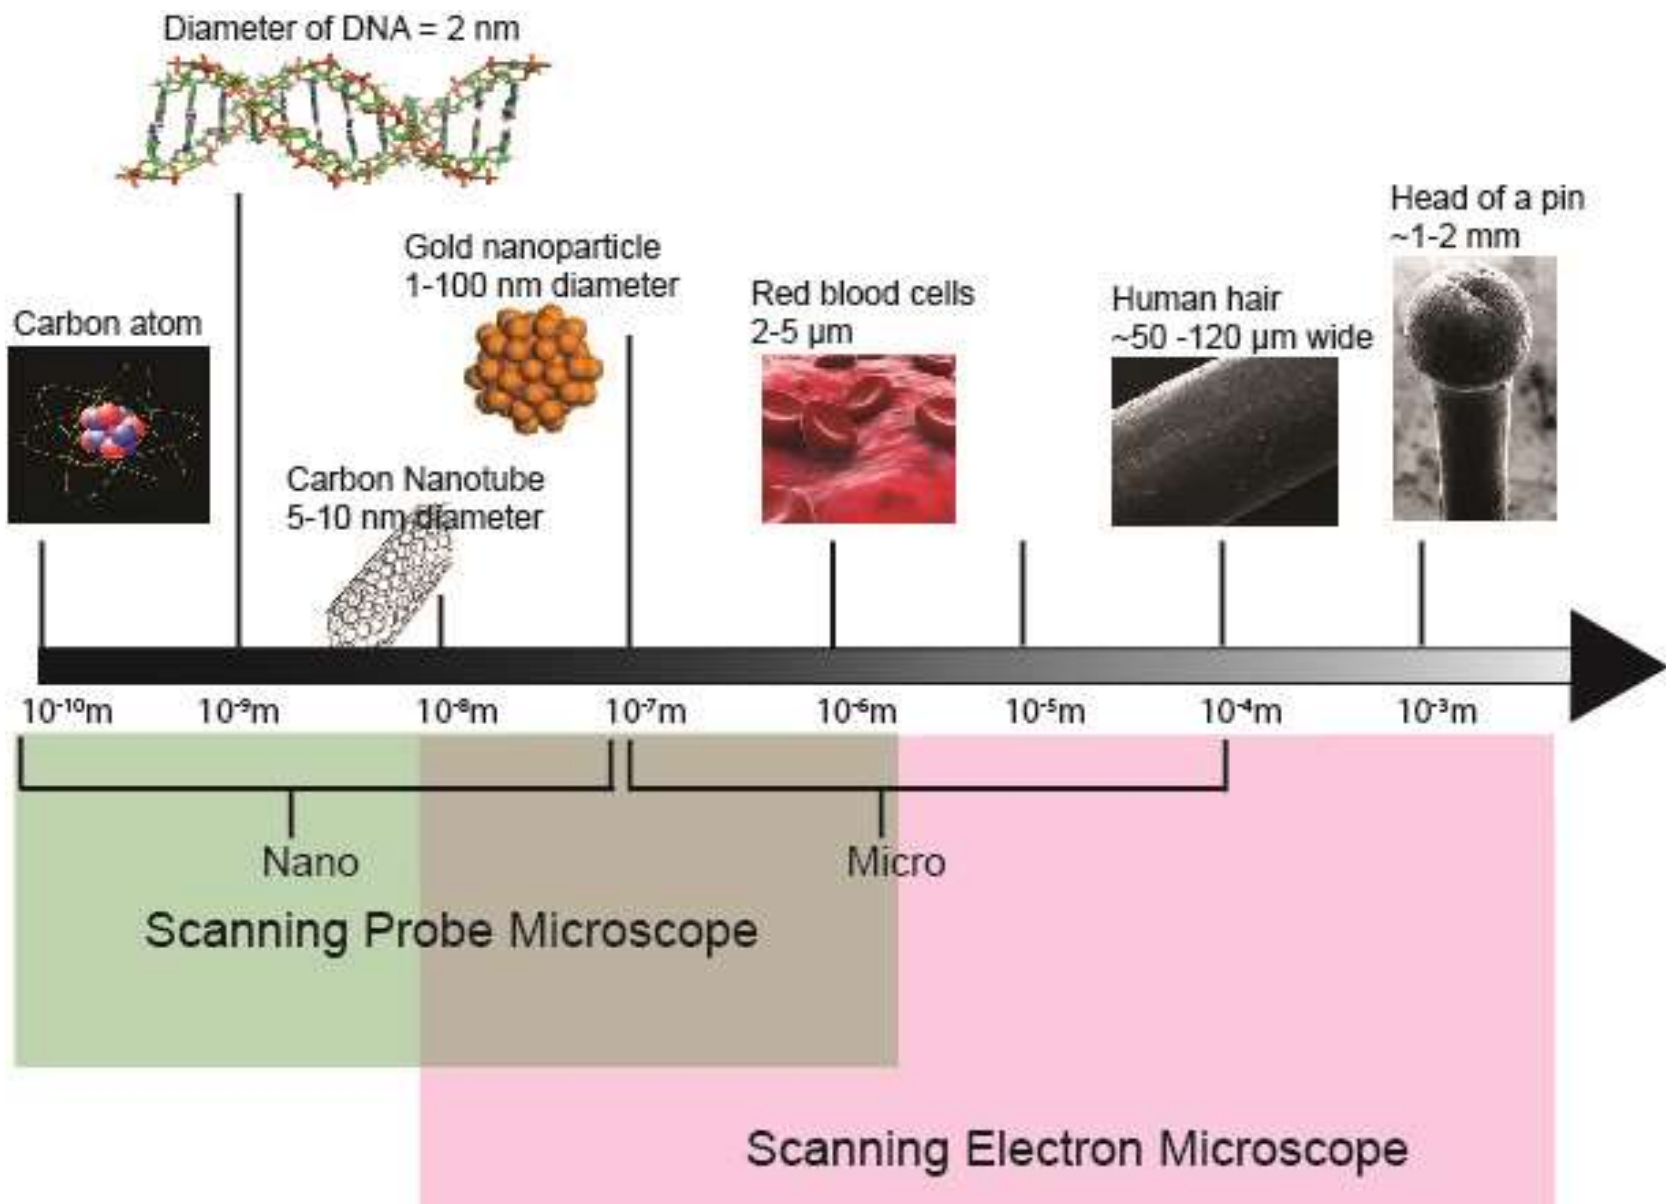 Diameter of DNA = 2 nm
Head of a pin
~1-2 mm
Gold nanoparticle
1-100 nm diameter
Red blood cells
2-5 µm
Human hair
~50 -120 µm wide
Carbon atom
Carbon Nanotube
5-10 nm diameter
10⁻¹⁰m 10⁻⁹m 10⁻⁸m 10⁻⁷m 10⁻⁶m 10⁻⁵m 10⁻⁴m 10⁻³m
Nano Micro
Scanning Probe Microscope
Scanning Electron Microscope